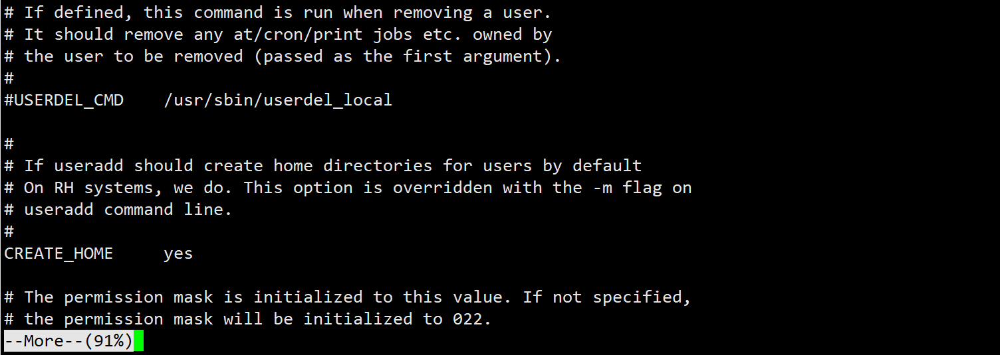 # If defined, this command is run when removing a user.
# It should remove any at/cron/print jobs etc. owned by
# the user to be removed (passed as the first argument).
#
#USERDEL_CMD    /usr/sbin/userdel_local

#
# If useradd should create home directories for users by default
# On RH systems, we do. This option is overridden with the -m flag on
# useradd command line.
#
CREATE_HOME     yes

# The permission mask is initialized to this value. If not specified,
# the permission mask will be initialized to 022.
--More--(91%)